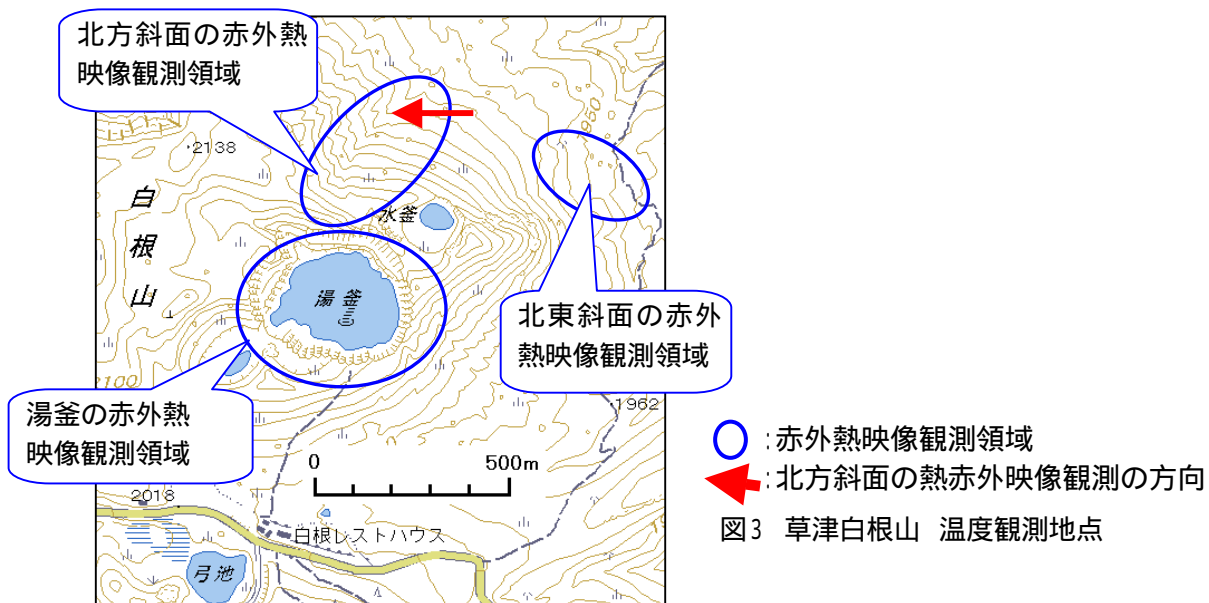 北方斜面の赤外熱
映像観測領域
2138
1950
白根山
水釜
湯釜
北東斜面の赤外
熱映像観測領域
2100
湯釜の赤外熱
映像観測領域
1962
0 500m
2018
白根レストハウス
弓池
:赤外熱映像観測領域
:北方斜面の熱赤外映像観測の方向
図3 草津白根山 温度観測地点